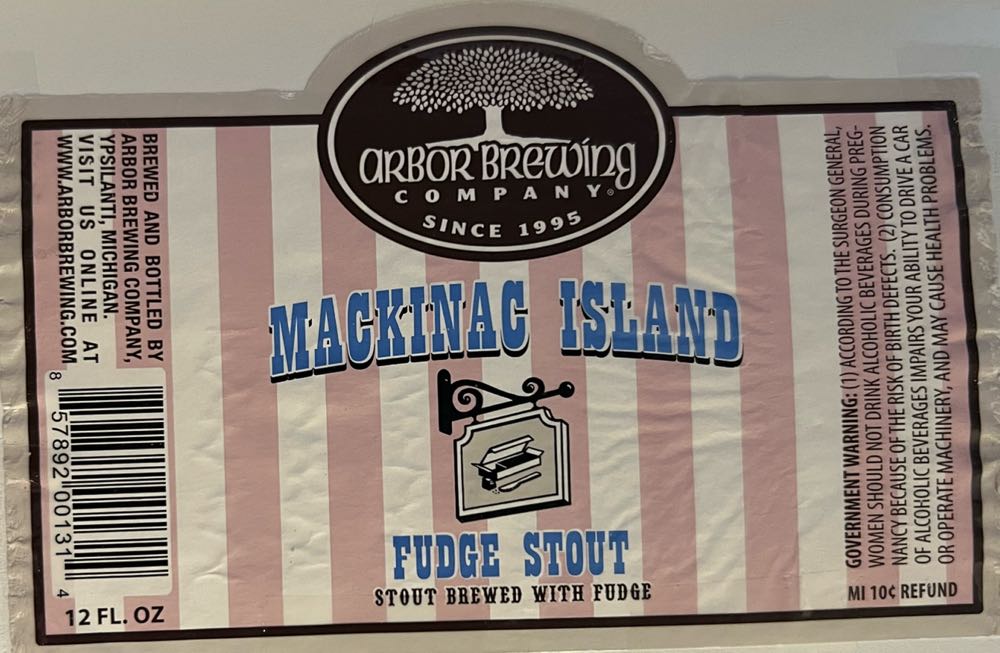 ARBOR BREWING
COMPANY®
SINCE 1995
MACKINAC ISLAND
FUDGE STOUT
STOUT BREWED WITH FUDGE
BREWED AND BOTTLED BY
ARBOR BREWING COMPANY,
YPSILANTI, MICHIGAN.
VISIT US ONLINE AT
WWW.ARBORBREWING.COM
8 57892 00131 4
12 FL. OZ
GOVERNMENT WARNING: (1) ACCORDING TO THE SURGEON GENERAL,
WOMEN SHOULD NOT DRINK ALCOHOLIC BEVERAGES DURING PREG-
NANCY BECAUSE OF THE RISK OF BIRTH DEFECTS. (2) CONSUMPTION
OF ALCOHOLIC BEVERAGES IMPAIRS YOUR ABILITY TO DRIVE A CAR
OR OPERATE MACHINERY, AND MAY CAUSE HEALTH PROBLEMS.
MI 10¢ REFUND